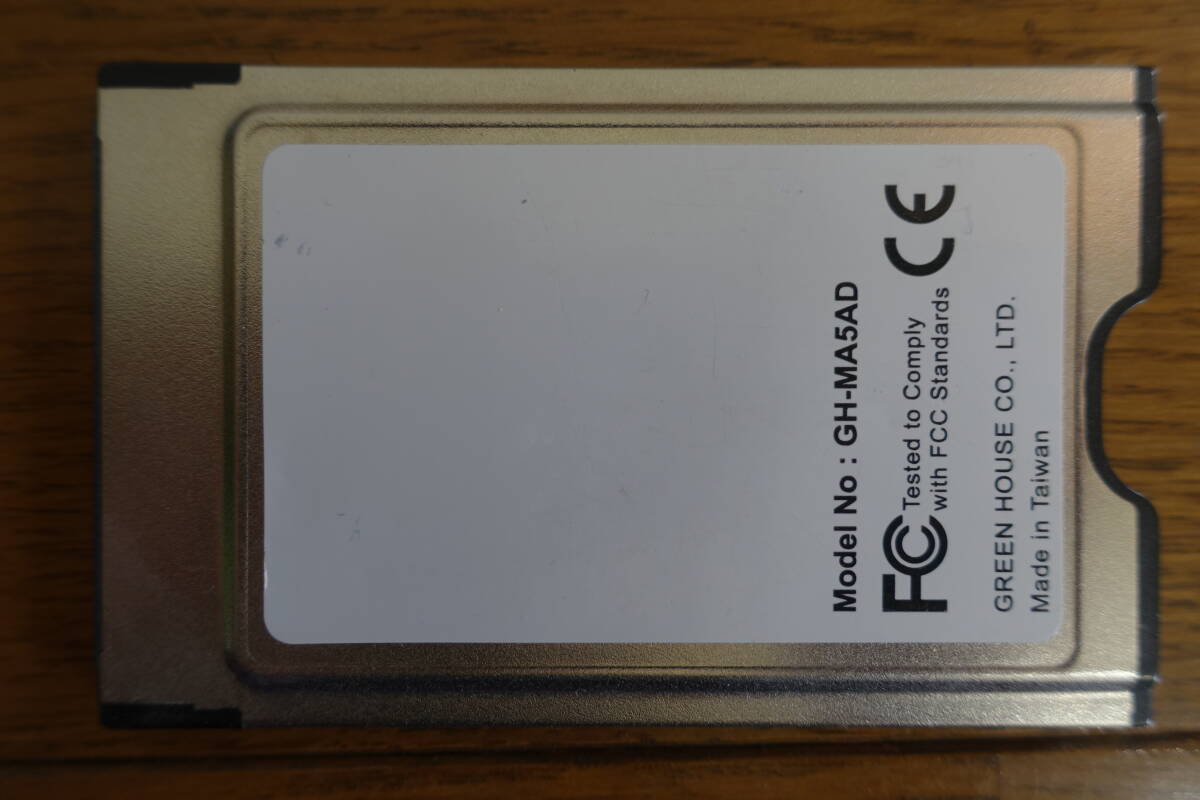 Model No : GH-MA5AD
FC Tested to Comply
with FCC Standards CE
GREEN HOUSE CO., LTD.
Made in Taiwan